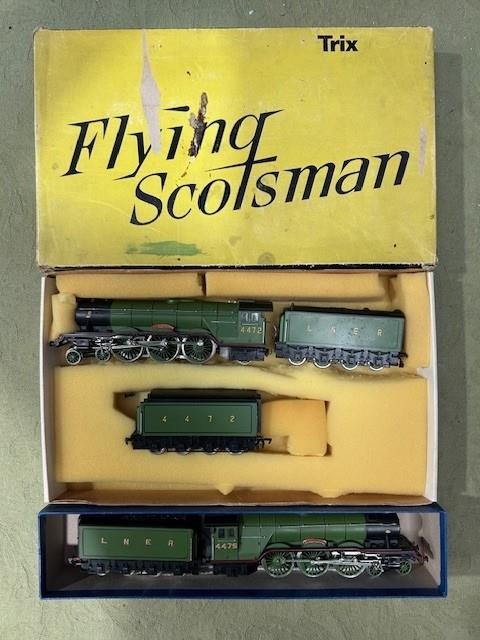 Trix
Flying
Scotsman
4472
L N E R
4 4 7 2
L N E R
4475